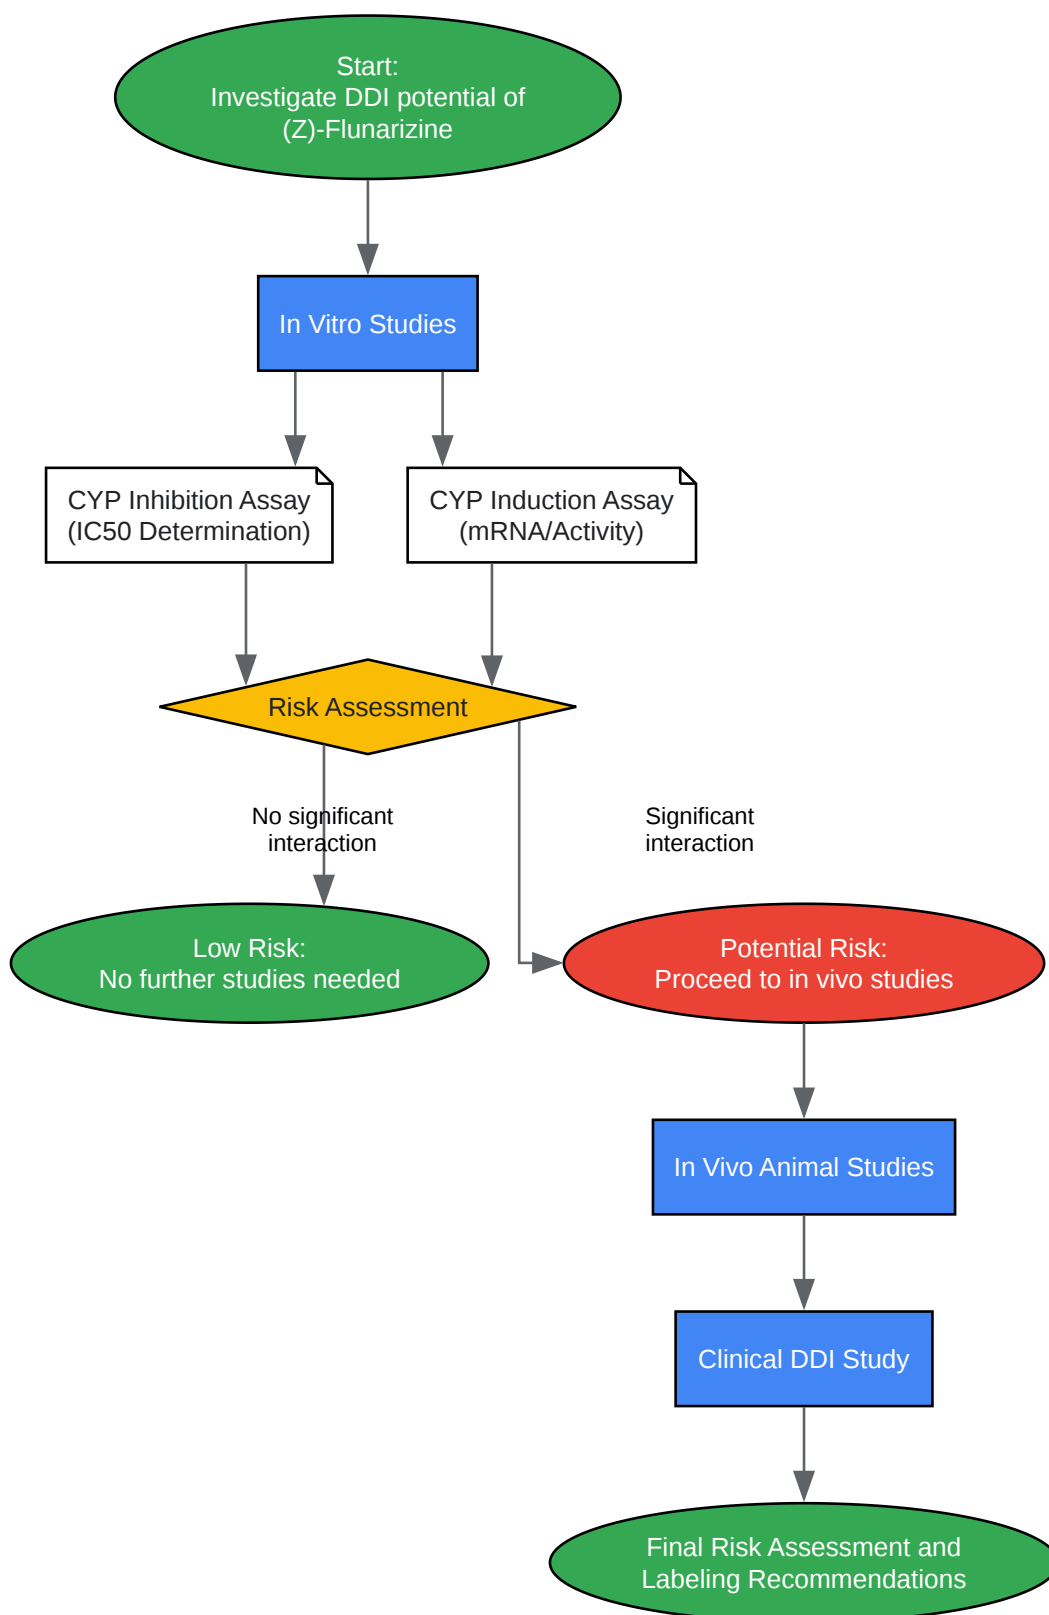 Start:
Investigate DDI potential of
(Z)-Flunarizine
In Vitro Studies
CYP Inhibition Assay
(IC50 Determination)
CYP Induction Assay
(mRNA/Activity)
Risk Assessment
No significant
interaction
Significant
interaction
Low Risk:
No further studies needed
Potential Risk:
Proceed to in vivo studies
In Vivo Animal Studies
Clinical DDI Study
Final Risk Assessment and
Labeling Recommendations